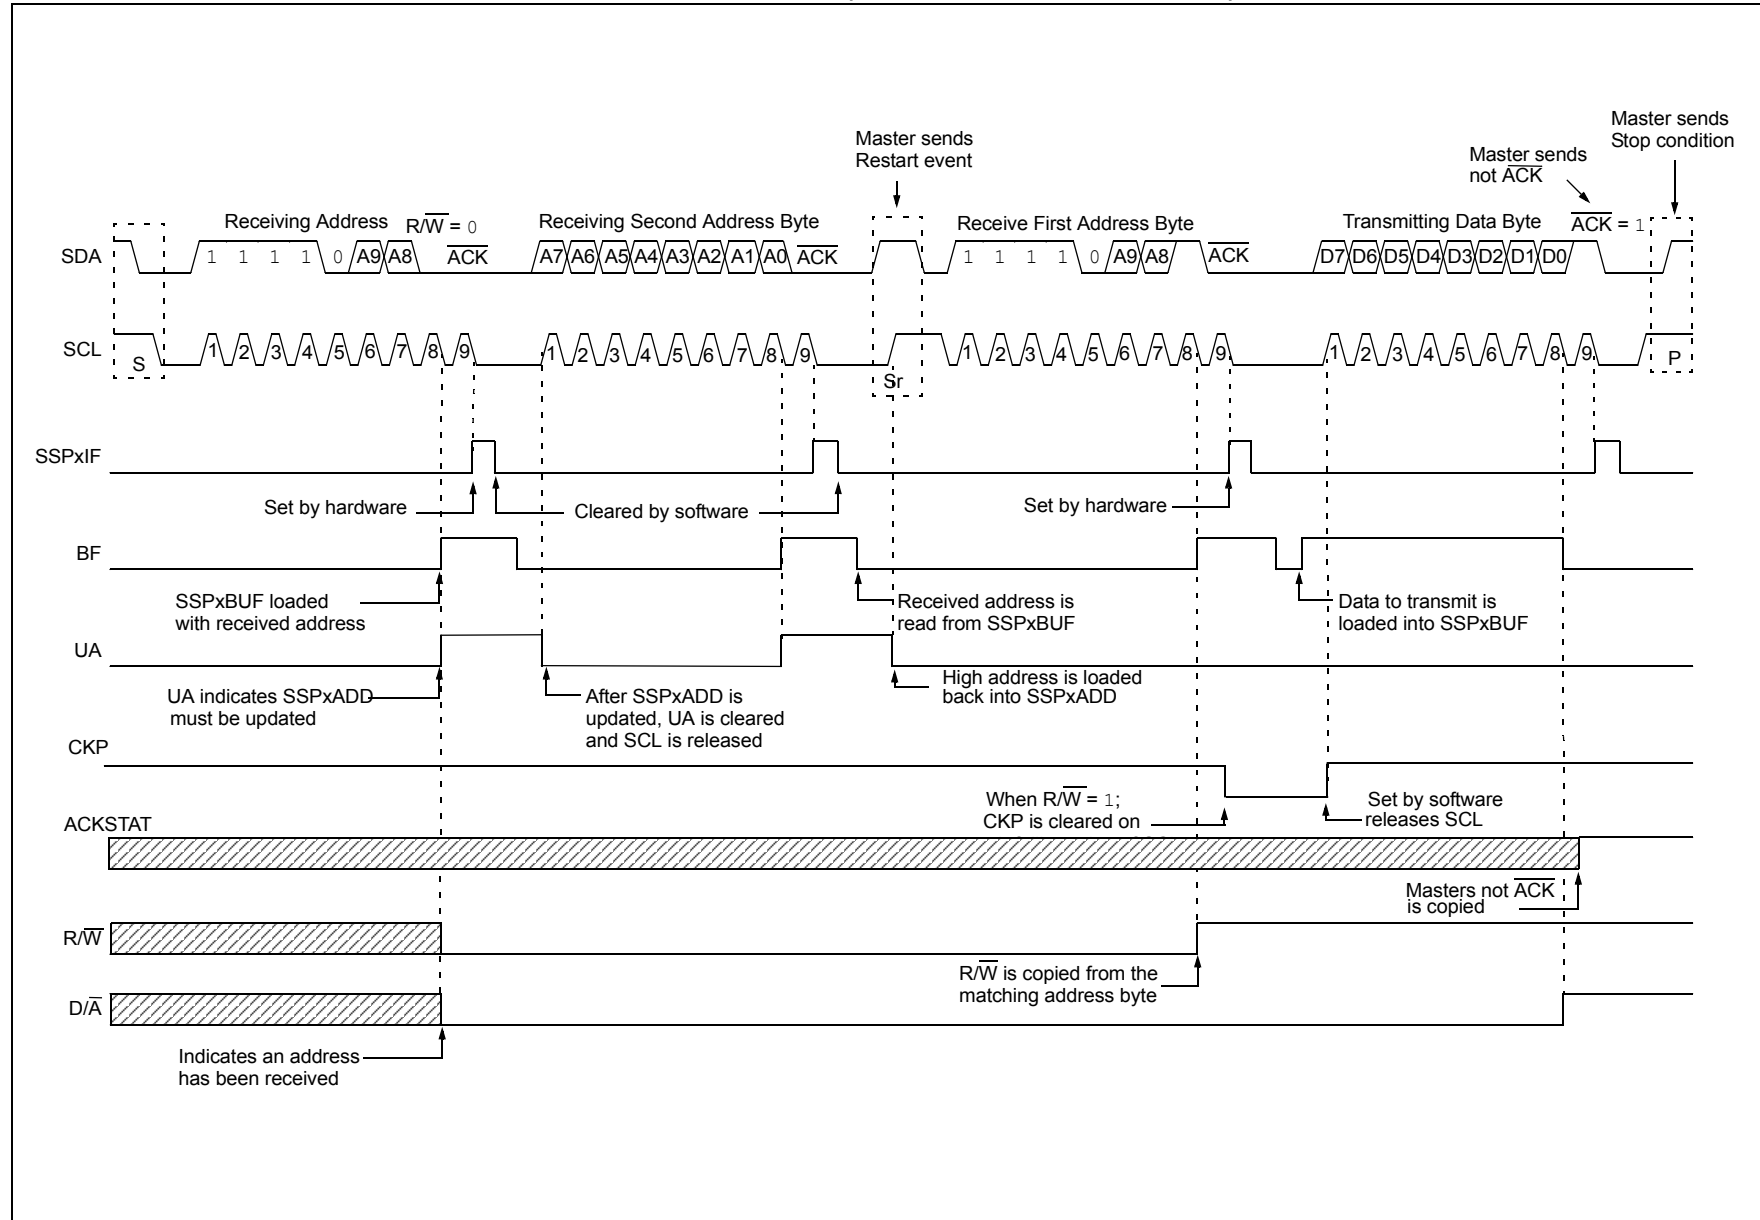 Master sends
Stop condition
Master sends
Restart event
Master sends
not A̅C̅K̅
Receiving Address R/W̅ = 0
Receiving Second Address Byte
Receive First Address Byte
Transmitting Data Byte
A̅C̅K̅ = 1
SDA 1 1 1 1 0 A9 A8 A̅C̅K̅ A7 A6 A5 A4 A3 A2 A1 A0 A̅C̅K̅ 1 1 1 1 0 A9 A8 A̅C̅K̅ D7 D6 D5 D4 D3 D2 D1 D0
SCL S 1 2 3 4 5 6 7 8 9 1 2 3 4 5 6 7 8 9 Sr 1 2 3 4 5 6 7 8 9 1 2 3 4 5 6 7 8 9 P
SSPxIF
Set by hardware
Cleared by software
Set by hardware
BF
SSPxBUF loaded
with received address
Received address is
read from SSPxBUF
Data to transmit is
loaded into SSPxBUF
UA
UA indicates SSPxADD
must be updated
After SSPxADD is
updated, UA is cleared
and SCL is released
High address is loaded
back into SSPxADD
CKP
When R/W̅ = 1;
CKP is cleared on
Set by software
releases SCL
ACKSTAT
Masters not A̅C̅K̅
is copied
R/W̅
R/W̅ is copied from the
matching address byte
D/A̅
Indicates an address
has been received